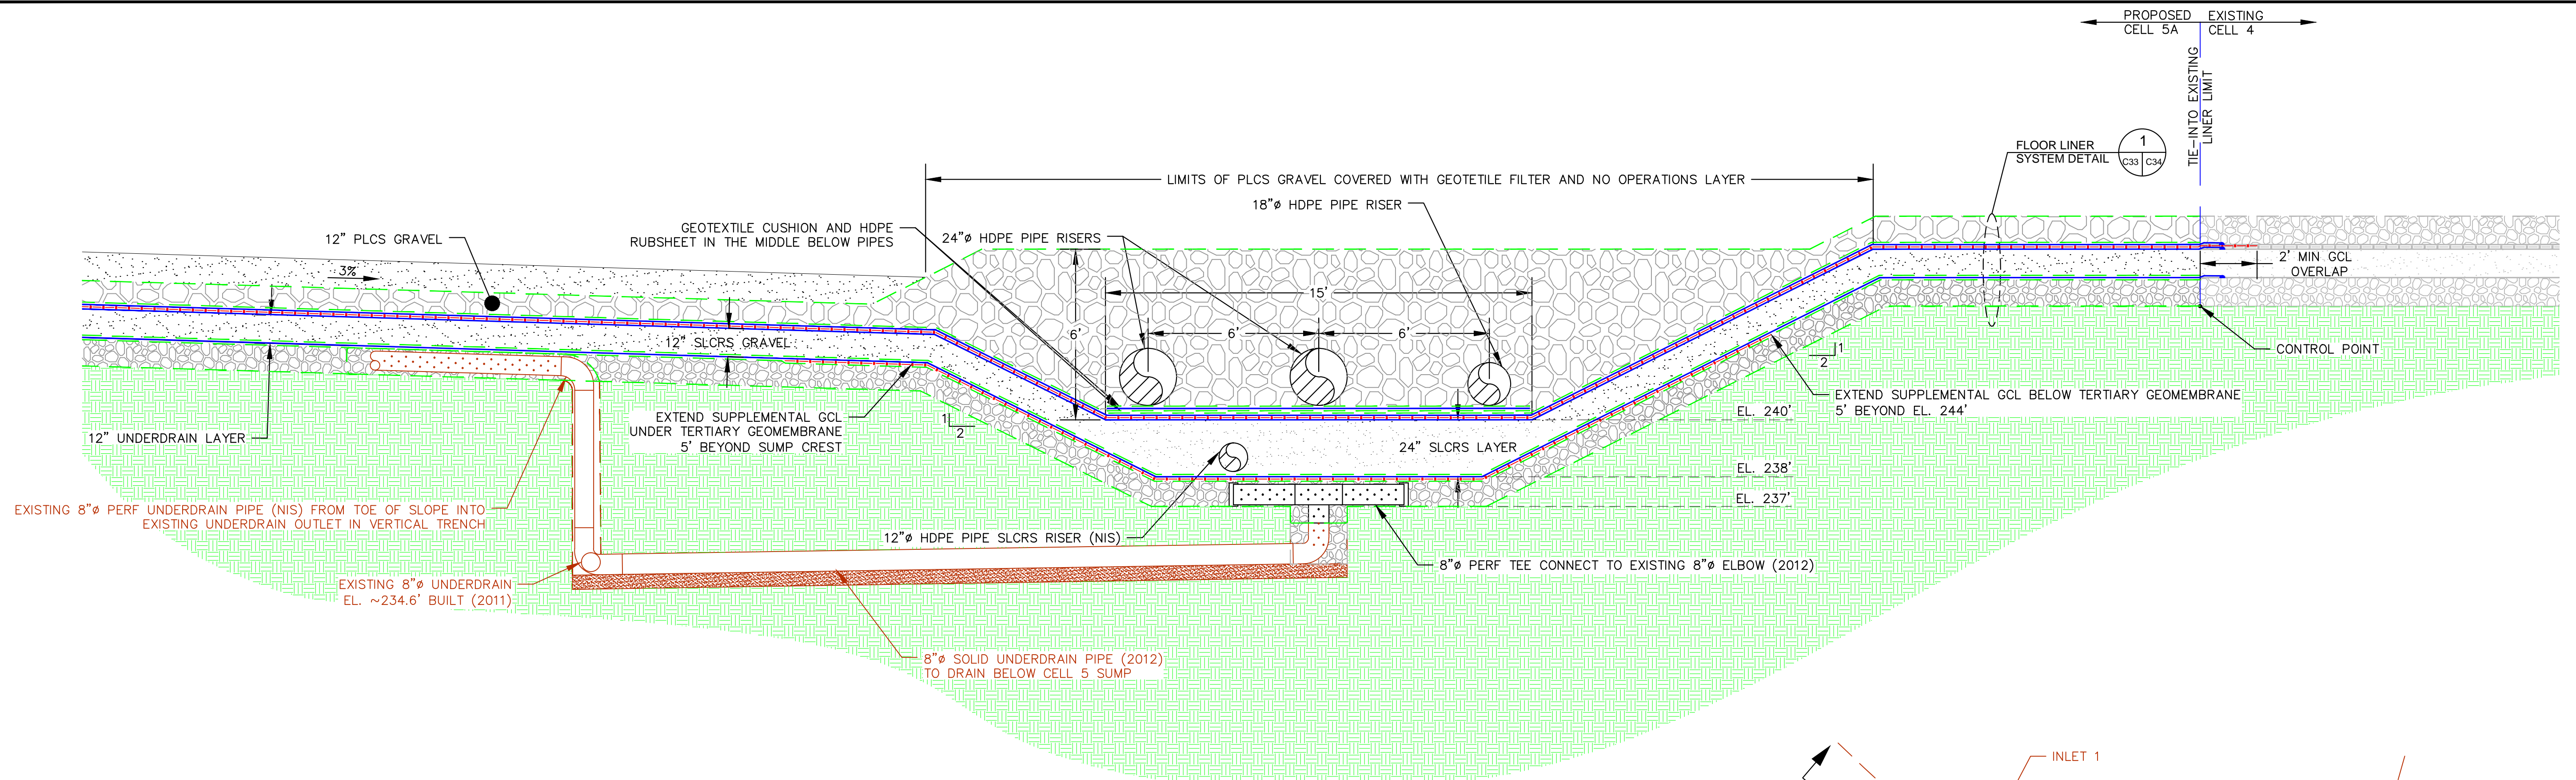 PROPOSED EXISTING
CELL 5A CELL 4
TIE-INTO EXISTING
LINER LIMIT
FLOOR LINER
SYSTEM DETAIL
1
C33 C34
LIMITS OF PLCS GRAVEL COVERED WITH GEOTETILE FILTER AND NO OPERATIONS LAYER
18"ø HDPE PIPE RISER
GEOTEXTILE CUSHION AND HDPE
RUBSHEET IN THE MIDDLE BELOW PIPES
24"ø HDPE PIPE RISERS
12" PLCS GRAVEL
3%
2' MIN GCL
OVERLAP
15'
6'
6'
6'
12" SLCRS GRAVEL
CONTROL POINT
1
2
EXTEND SUPPLEMENTAL GCL BELOW TERTIARY GEOMEMBRANE
5' BEYOND EL. 244'
EL. 240'
EXTEND SUPPLEMENTAL GCL
UNDER TERTIARY GEOMEMBRANE
5' BEYOND SUMP CREST
1
2
12" UNDERDRAIN LAYER
24" SLCRS LAYER
EL. 238'
EL. 237'
EXISTING 8"ø PERF UNDERDRAIN PIPE (NIS) FROM TOE OF SLOPE INTO
EXISTING UNDERDRAIN OUTLET IN VERTICAL TRENCH
12"ø HDPE PIPE SLCRS RISER (NIS)
8"ø PERF TEE CONNECT TO EXISTING 8"ø ELBOW (2012)
EXISTING 8"ø UNDERDRAIN
EL. ~234.6' BUILT (2011)
8"ø SOLID UNDERDRAIN PIPE (2012)
TO DRAIN BELOW CELL 5 SUMP
INLET 1